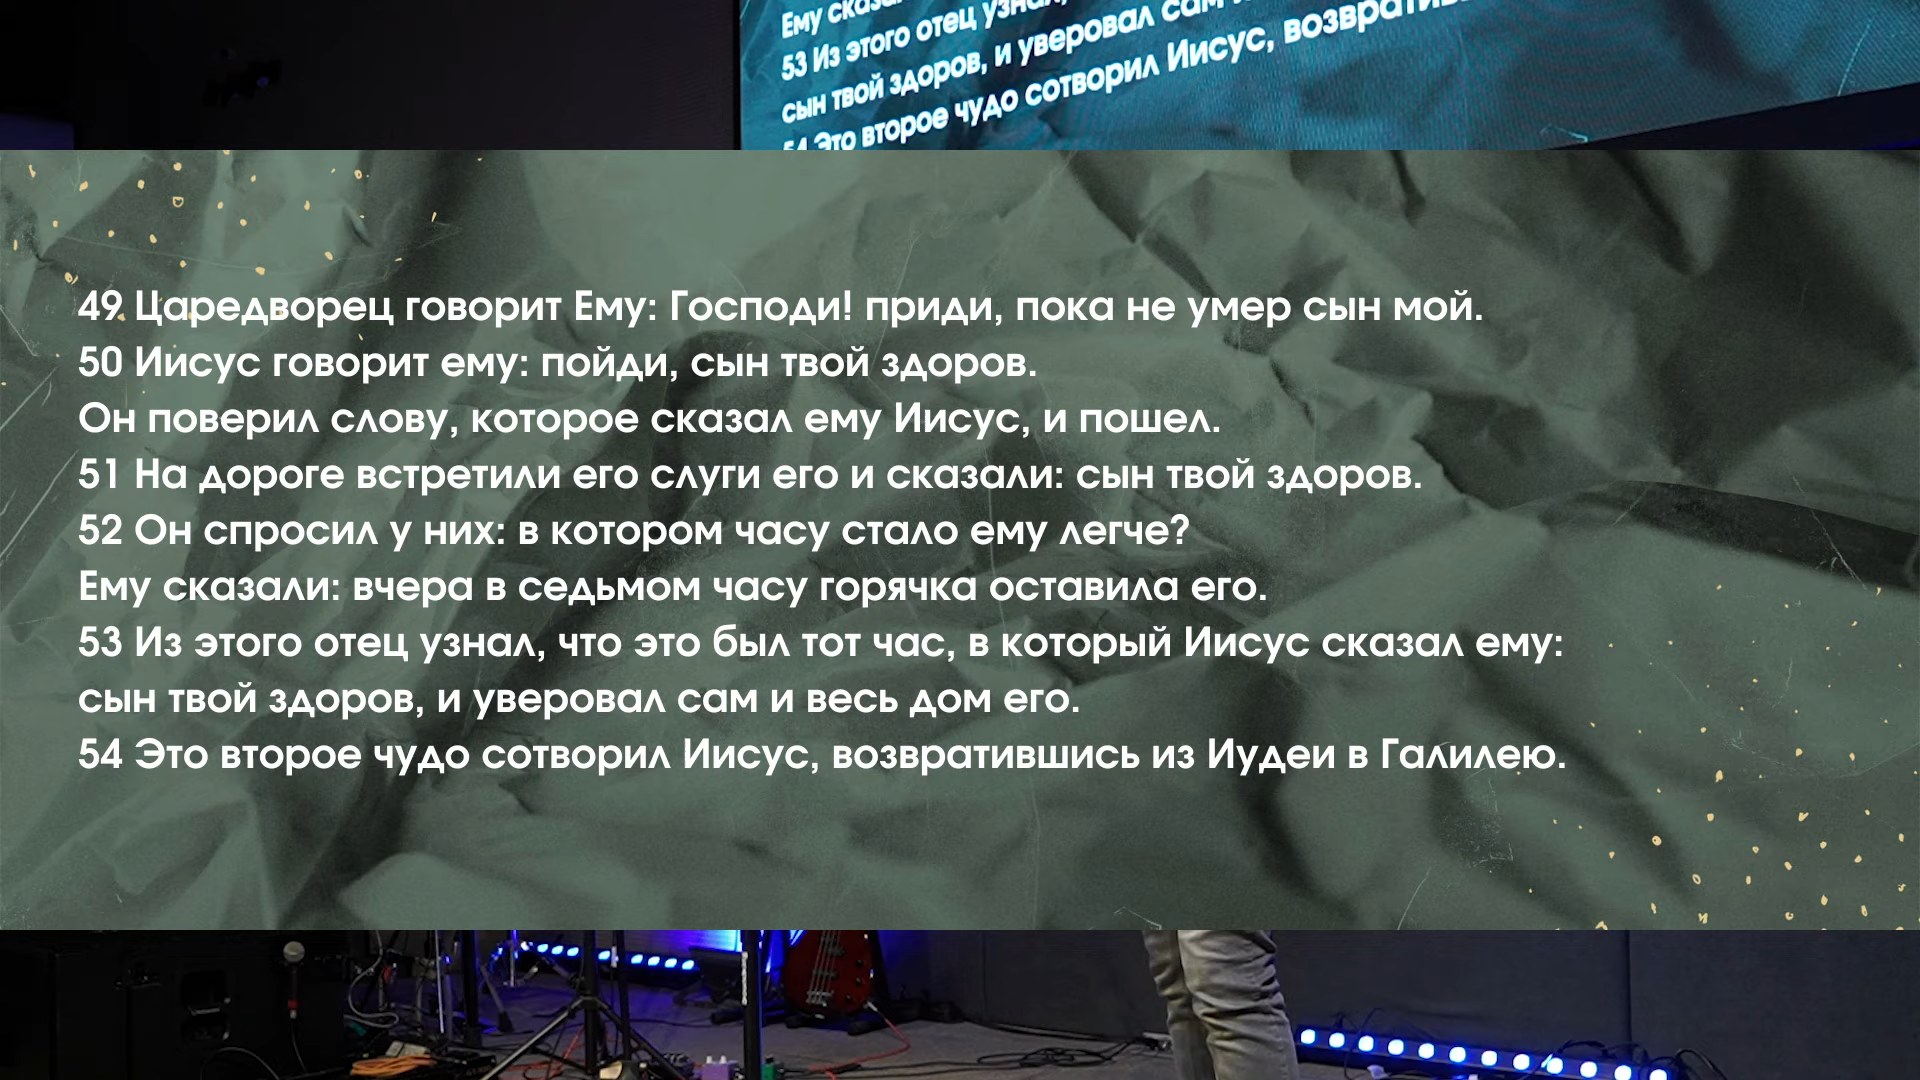 Ему
53 Из этого отец узнал,
сын твой здоров, и уверовал сам
54 Это второе чудо сотворил Иисус,
49 Царедворец говорит Ему: Господи! приди, пока не умер сын мой.
50 Иисус говорит ему: пойди, сын твой здоров.
Он поверил слову, которое сказал ему Иисус, и пошел.
51 На дороге встретили его слуги его и сказали: сын твой здоров.
52 Он спросил у них: в котором часу стало ему легче?
Ему сказали: вчера в седьмом часу горячка оставила его.
53 Из этого отец узнал, что это был тот час, в который Иисус сказал ему:
сын твой здоров, и уверовал сам и весь дом его.
54 Это второе чудо сотворил Иисус, возвратившись из Иудеи в Галилею.